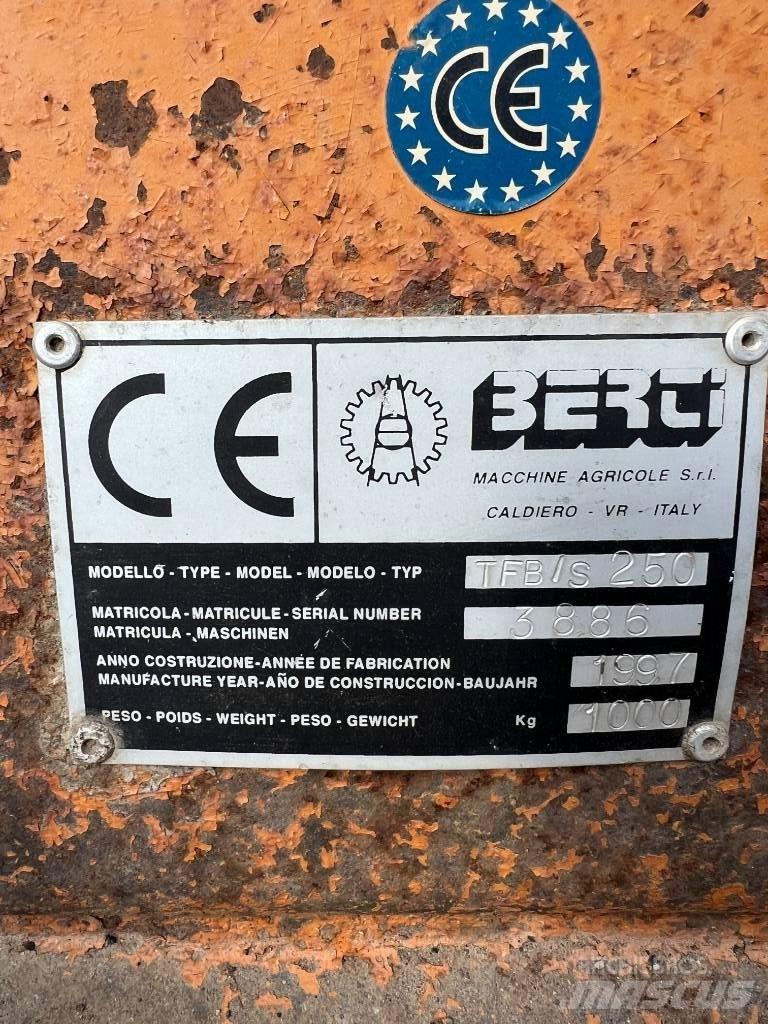 CE
CE
BERTI
MACCHINE AGRICOLE S.r.l.
CALDIERO - VR - ITALY
MODELLO - TYPE - MODEL - MODELO - TYP TFB/S 250
MATRICOLA - MATRICULE - SERIAL NUMBER 3886
MATRICULA - MASCHINEN
ANNO COSTRUZIONE - ANNÉE DE FABRICATION 1997
MANUFACTURE YEAR - AÑO DE CONSTRUCCION - BAUJAHR
PESO - POIDS - WEIGHT - PESO - GEWICHT Kg 1000
MASCUS